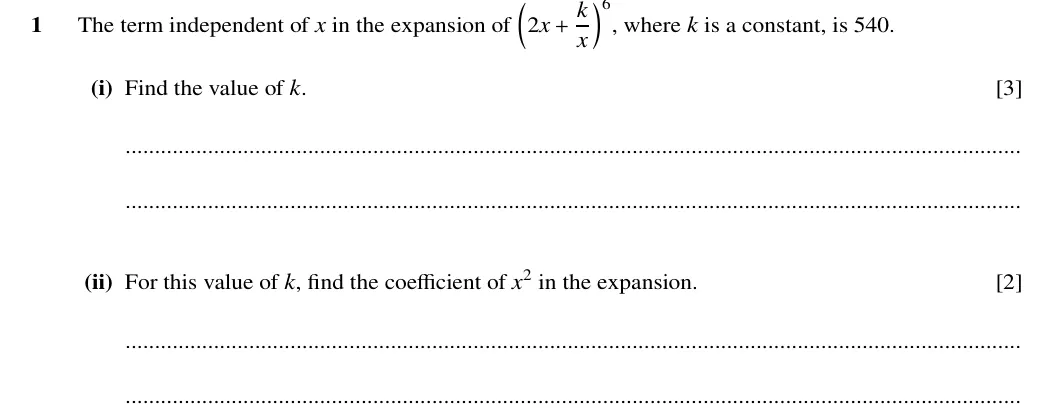 1 The term independent of x in the expansion of (2x + k/x)^6, where k is a constant, is 540.
(i) Find the value of k. [3]
(ii) For this value of k, find the coefficient of x² in the expansion. [2]